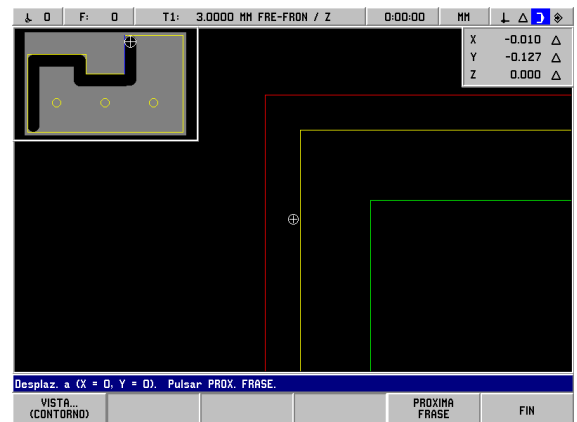 0 F: 0 T1: 3.0000 MM FRE-FRON / Z 0:00:00 MM
X -0.010
Y -0.127
Z 0.000
Desplaz. a (X = 0, Y = 0). Pulsar PROX. FRASE.
VISTA...
(CONTORNO)
PROXIMA
FRASE
FIN